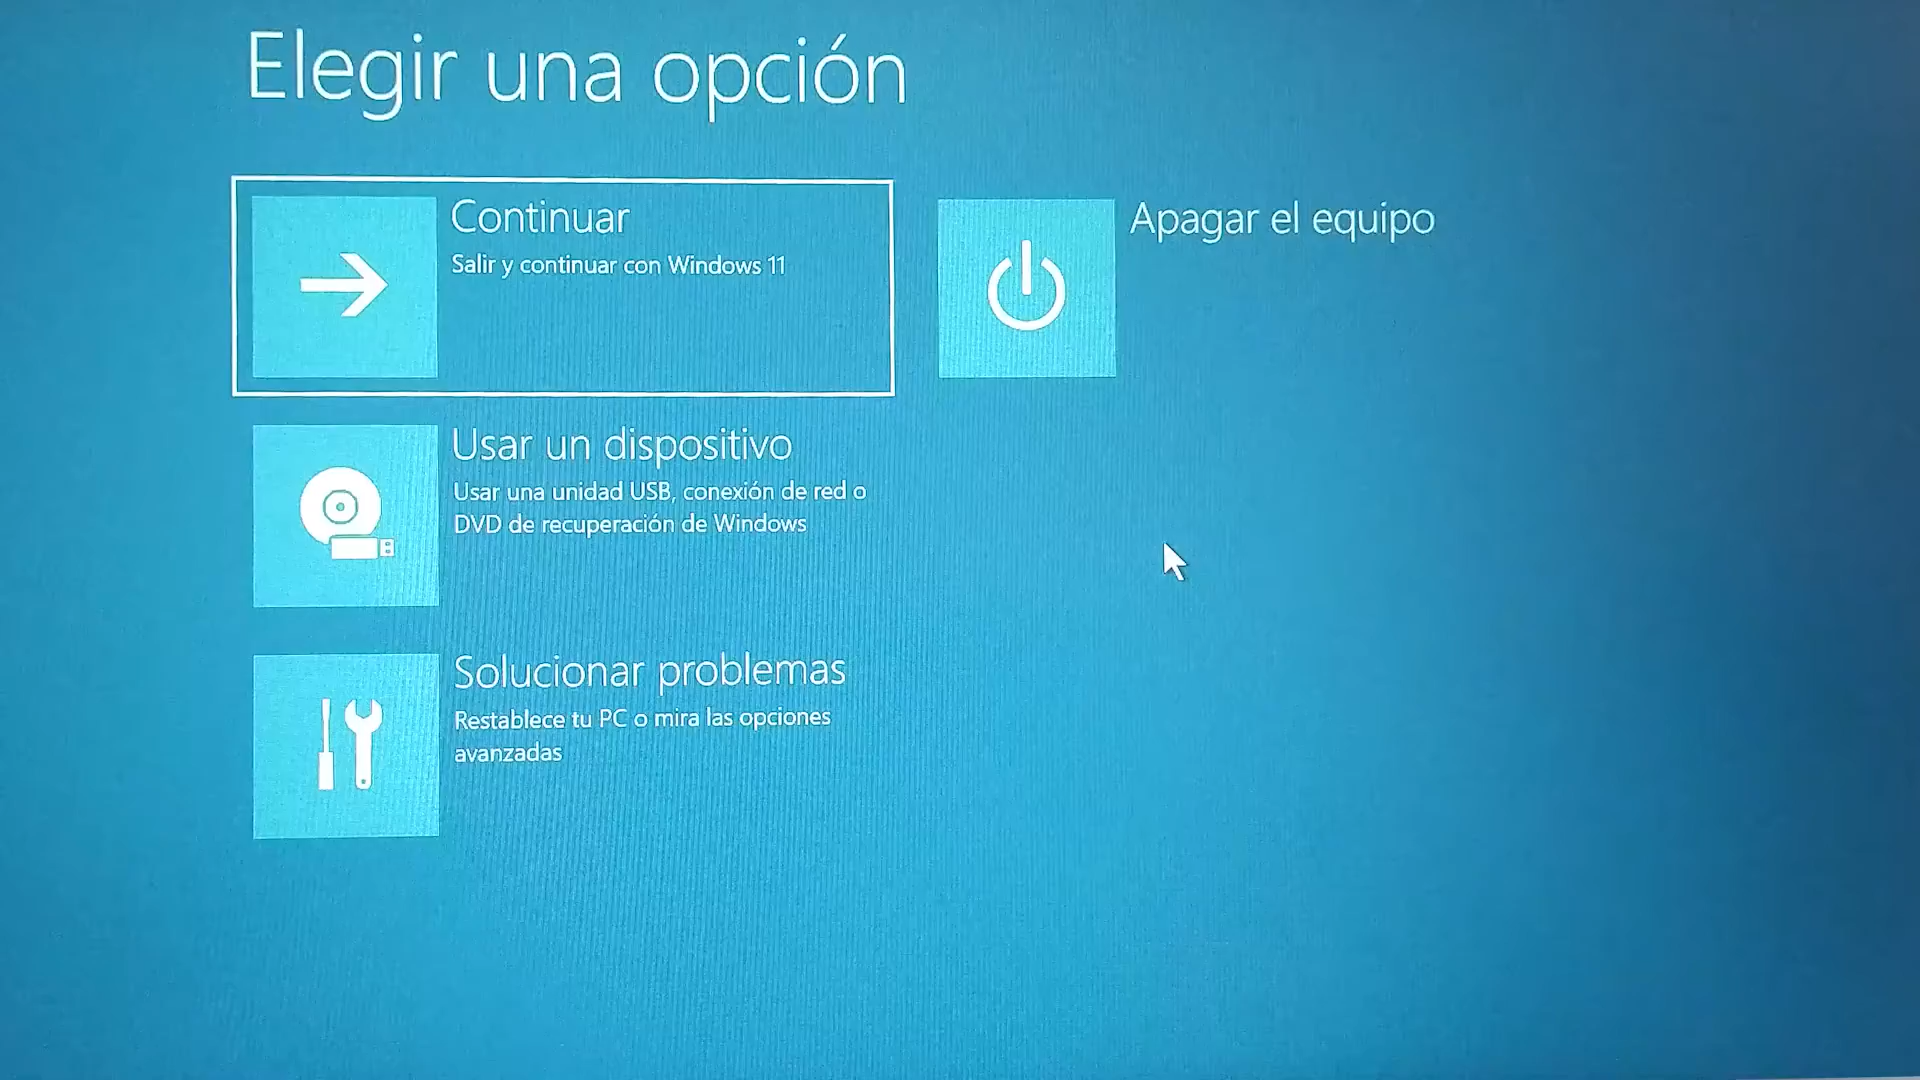 Elegir una opción
Continuar
Salir y continuar con Windows 11
Apagar el equipo
Usar un dispositivo
Usar una unidad USB, conexión de red o
DVD de recuperación de Windows
Solucionar problemas
Restablece tu PC o mira las opciones
avanzadas